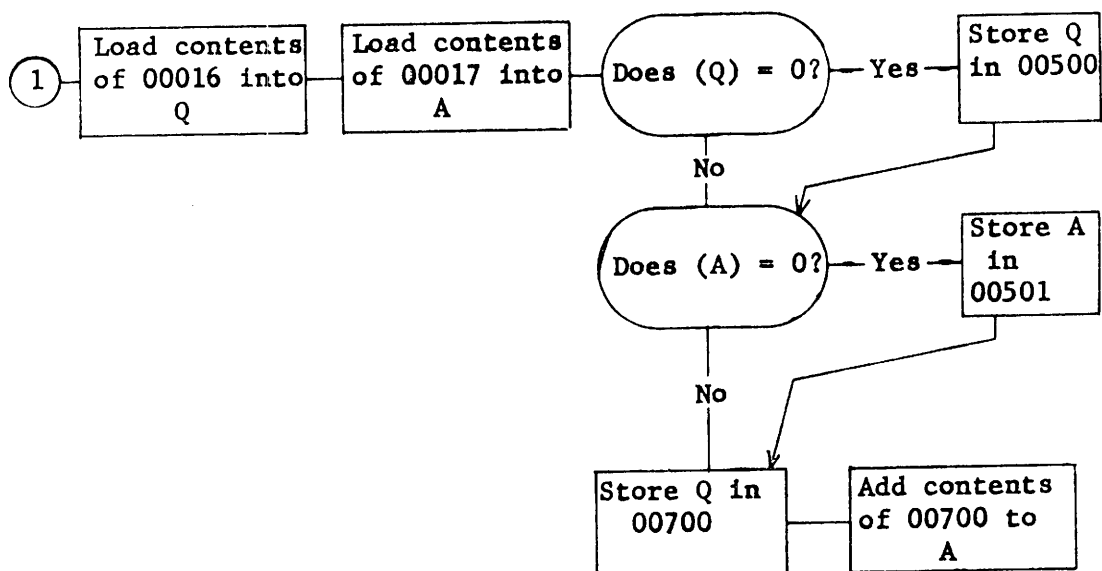 1
Load contents
of 00016 into
Q
Load contents
of 00017 into
A
Does (Q) = 0?
Yes
Store Q
in 00500
No
Does (A) = 0?
Yes
Store A
in
00501
No
Store Q in
00700
Add contents
of 00700 to
A